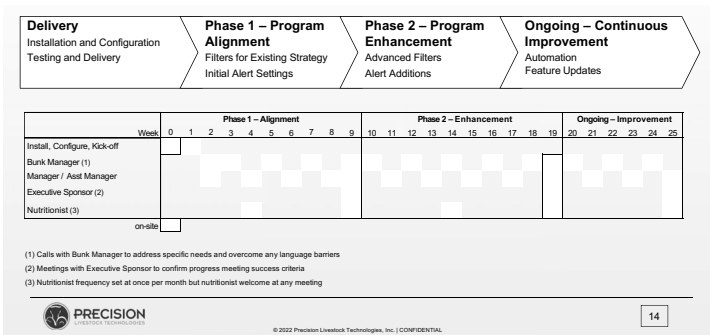 Delivery
Installation and Configuration
Testing and Delivery
Phase 1 – Program
Alignment
Filters for Existing Strategy
Initial Alert Settings
Phase 2 – Program
Enhancement
Advanced Filters
Alert Additions
Ongoing – Continuous
Improvement
Automation
Feature Updates
Phase 1 – Alignment Phase 2 – Enhancement Ongoing – Improvement
Week 0 1 2 3 4 5 6 7 8 9 10 11 12 13 14 15 16 17 18 19 20 21 22 23 24 25
Install, Configure, Kick-off
Bunk Manager (1)
Manager / Asst Manager
Executive Sponsor (2)
Nutritionist (3)
on-site
(1) Calls with Bunk Manager to address specific needs and overcome any language barriers
(2) Meetings with Executive Sponsor to confirm progress meeting success criteria
(3) Nutritionist frequency set at once per month but nutritionist welcome at any meeting
PRECISION
LIVESTOCK TECHNOLOGIES
© 2022 Precision Livestock Technologies, Inc. | CONFIDENTIAL
14